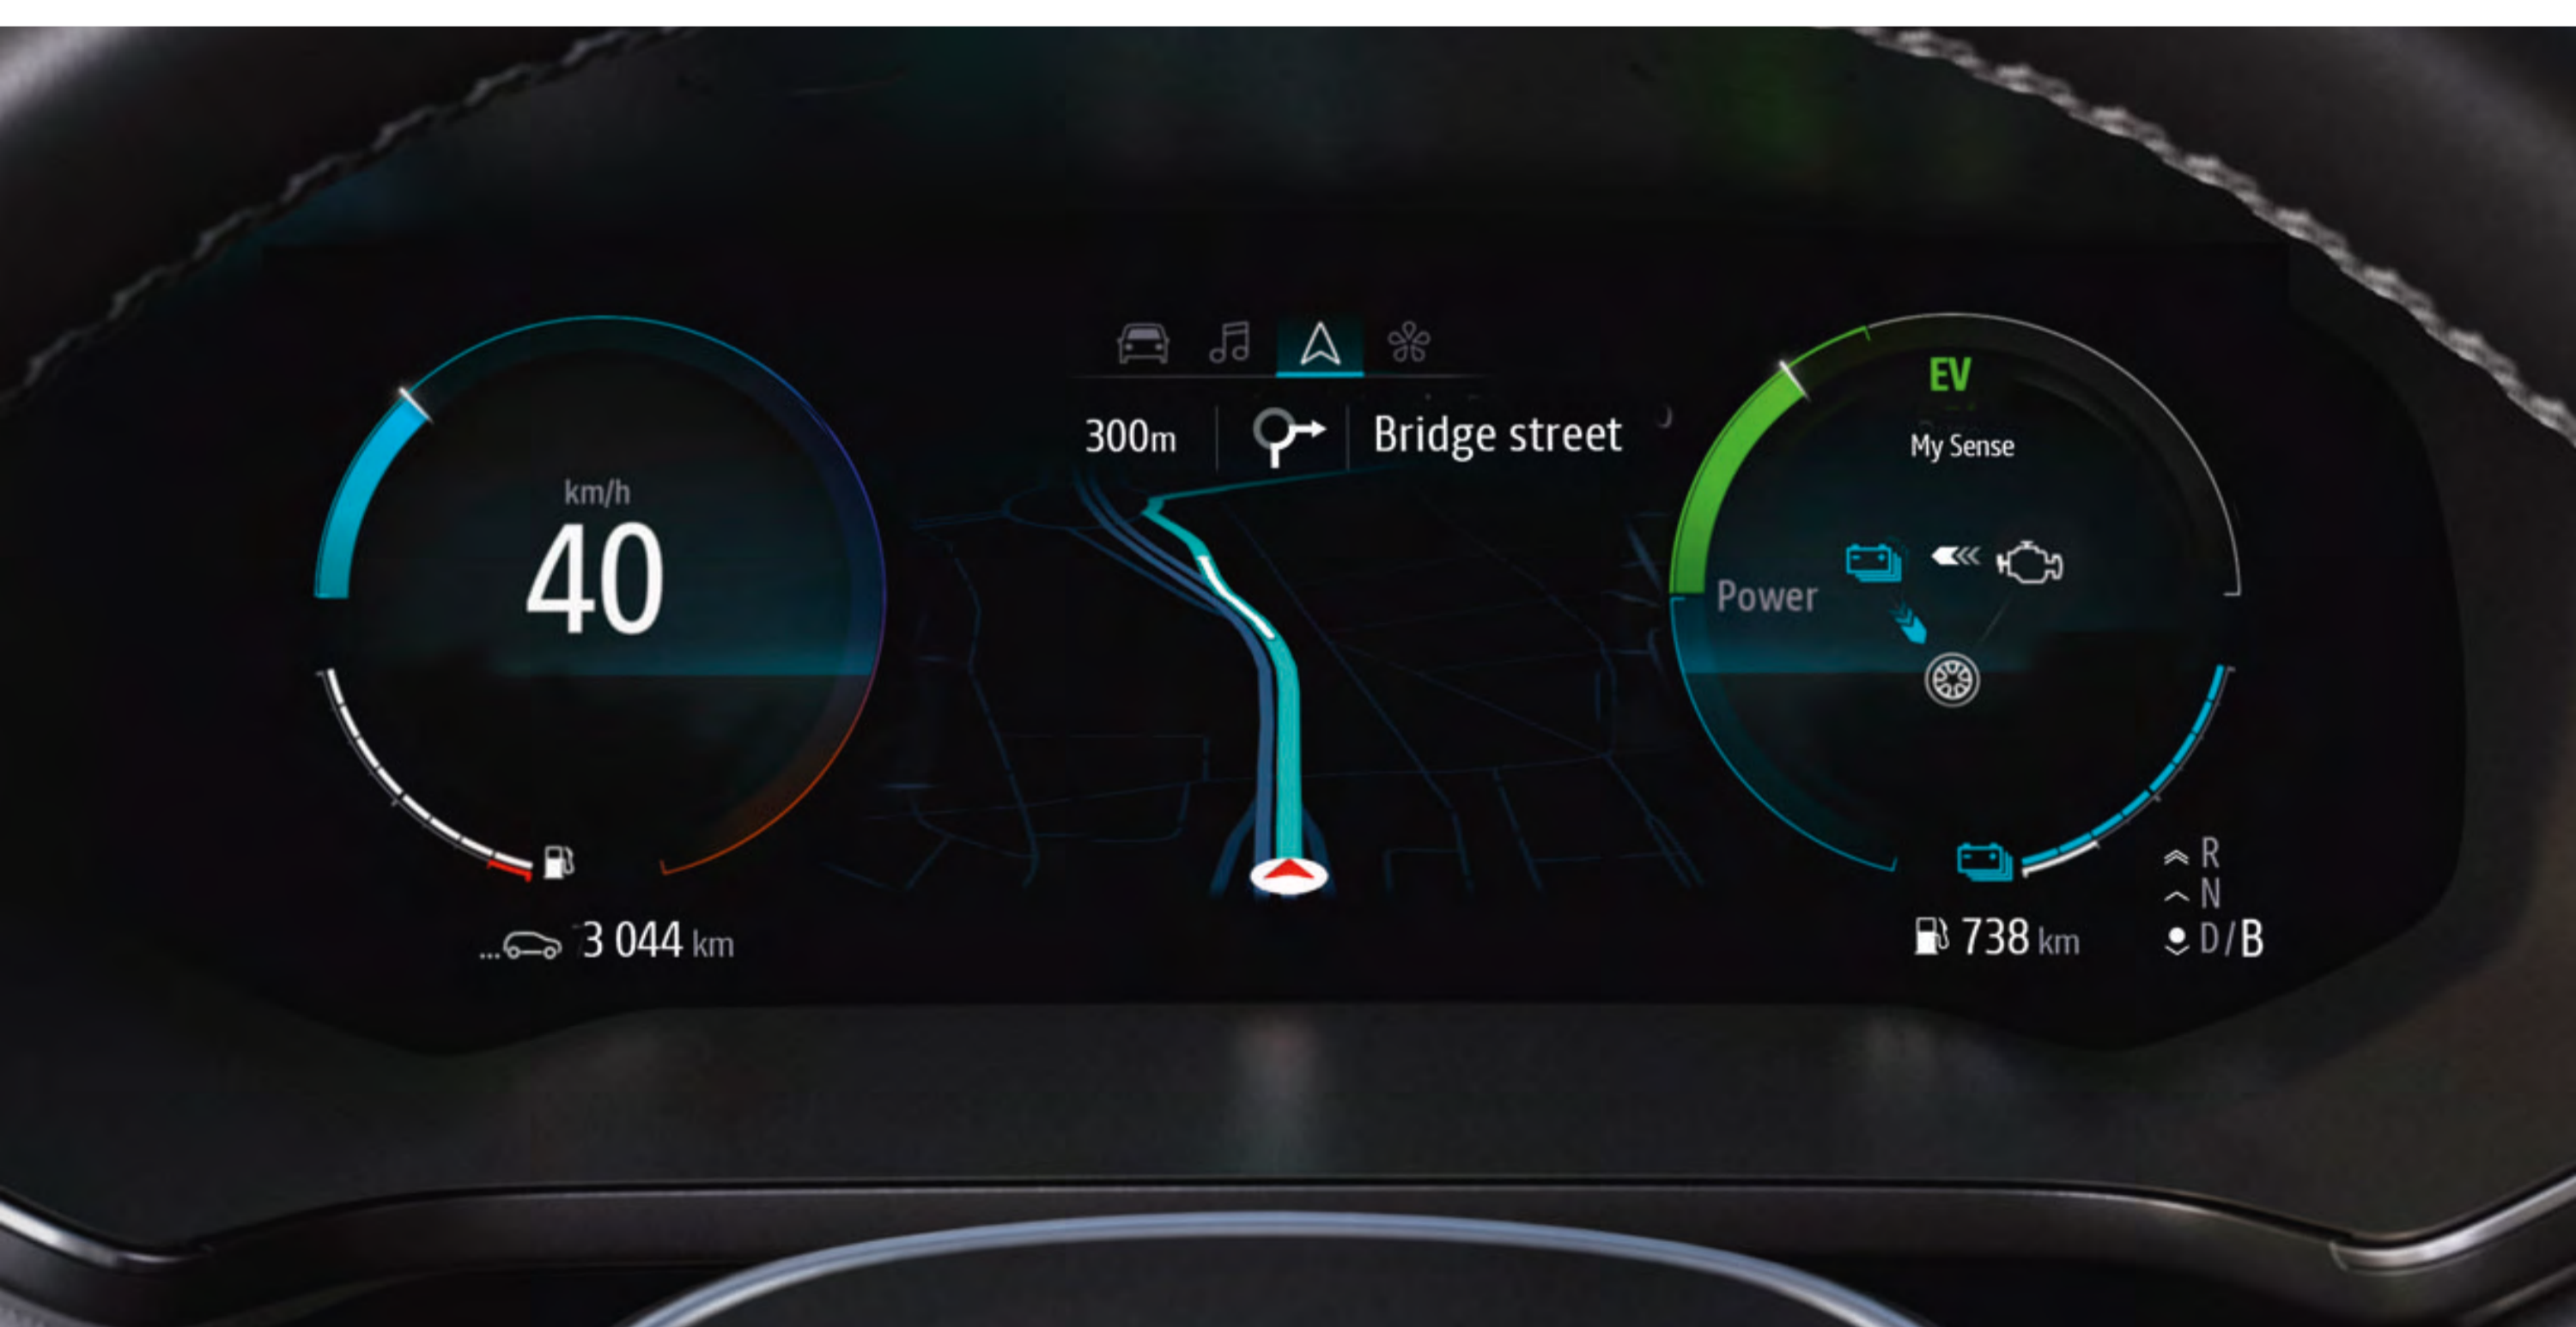 km/h
40
3 044 km
300m
Bridge street
EV
My Sense
Power
738 km
R
N
D/B